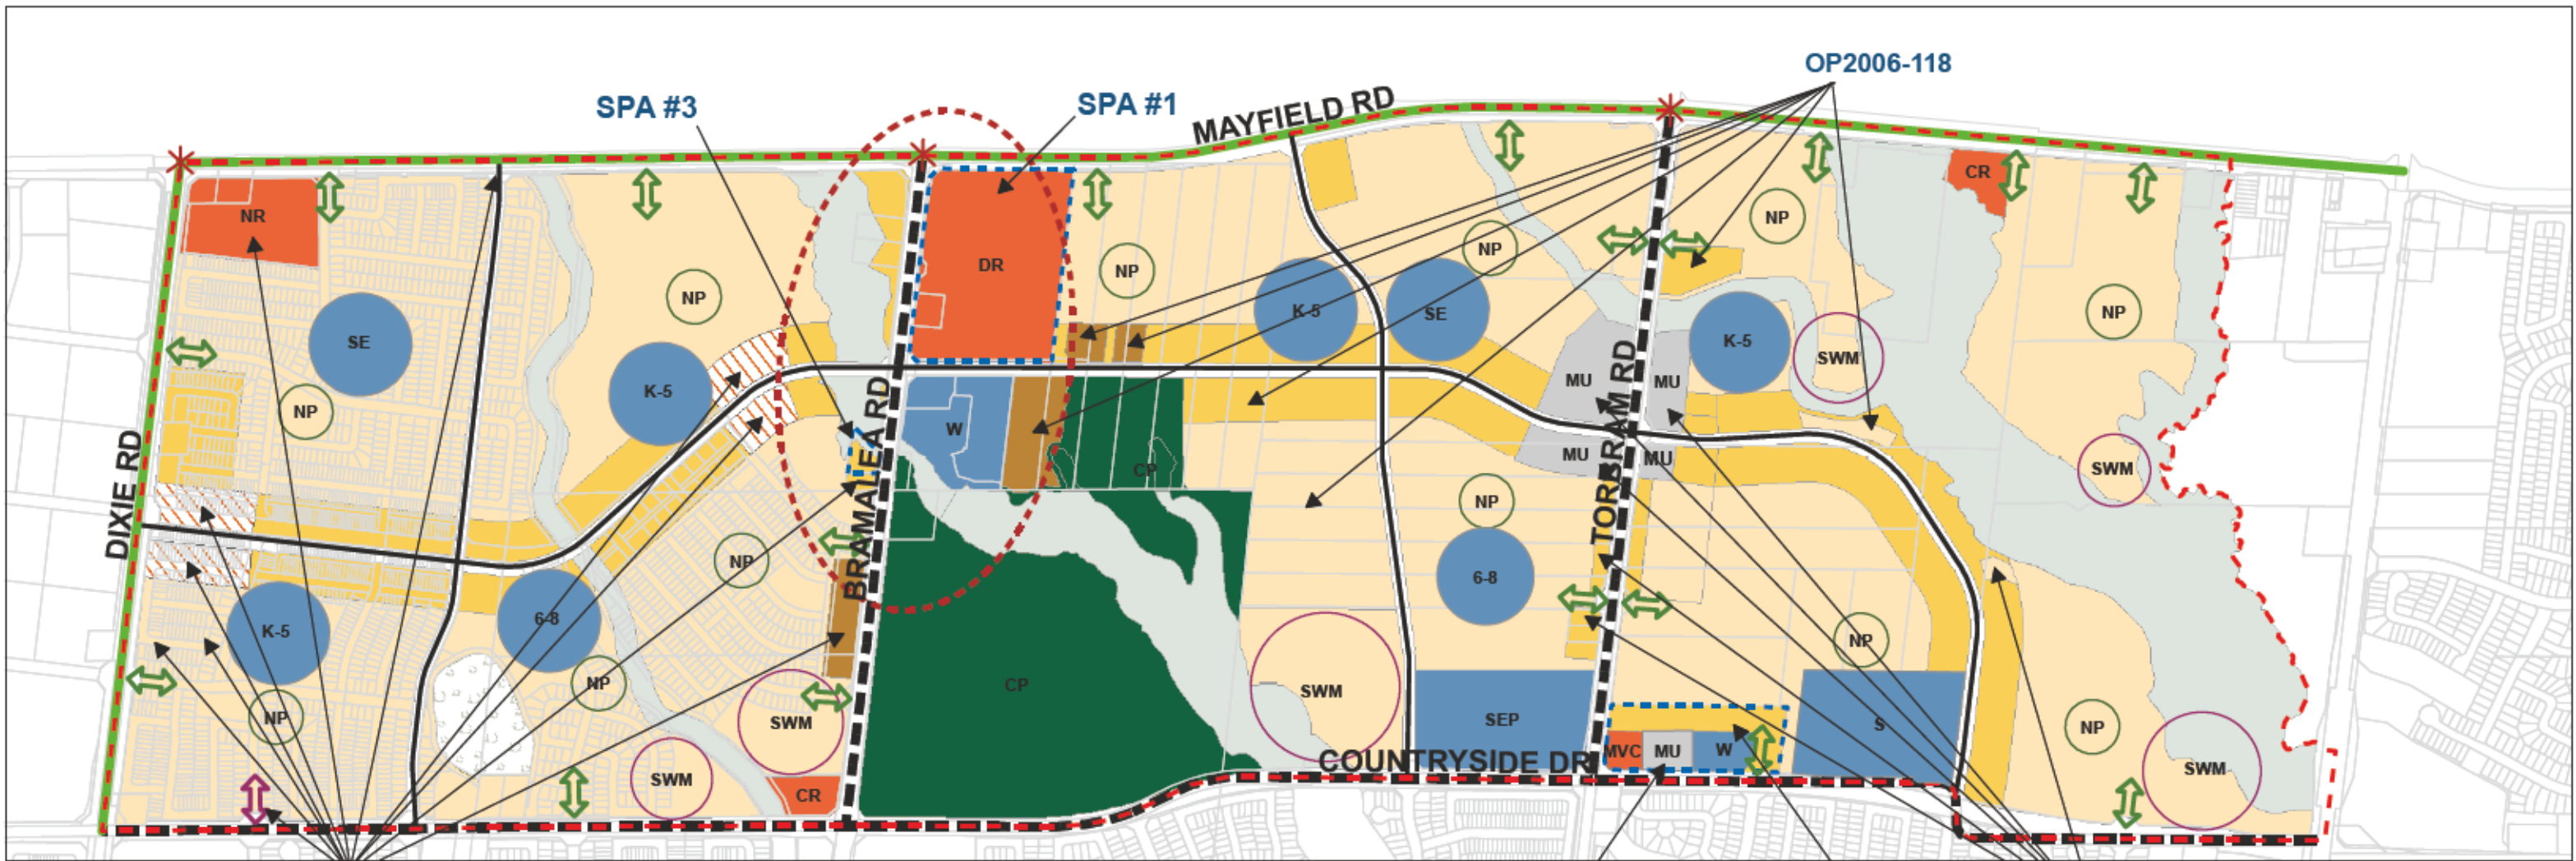 OP2006-118
SPA #3
SPA #1
MAYFIELD RD
NR
CR
NP
NP
DR
NP
NP
NP
NP
K-5
SE
SE
K-5
SWM
MU
MU
K-5
NP
W
CP
MU
MU
SWM
DIXIE RD
BRAMALEA RD
TORBRAM RD
NP
NP
6-8
K-5
6-8
NP
NP
NP
CP
SWM
SWM
SWM
CR
SEP
S
NP
SWM
COUNTRYSIDE DR
MVC
MU
W